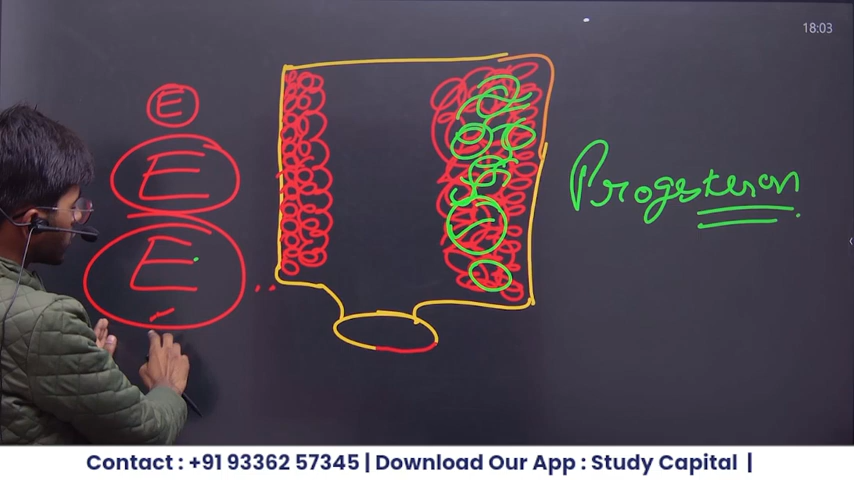 18:03
E
E
E
Progesteron
Contact : +91 93362 57345 | Download Our App : Study Capital |